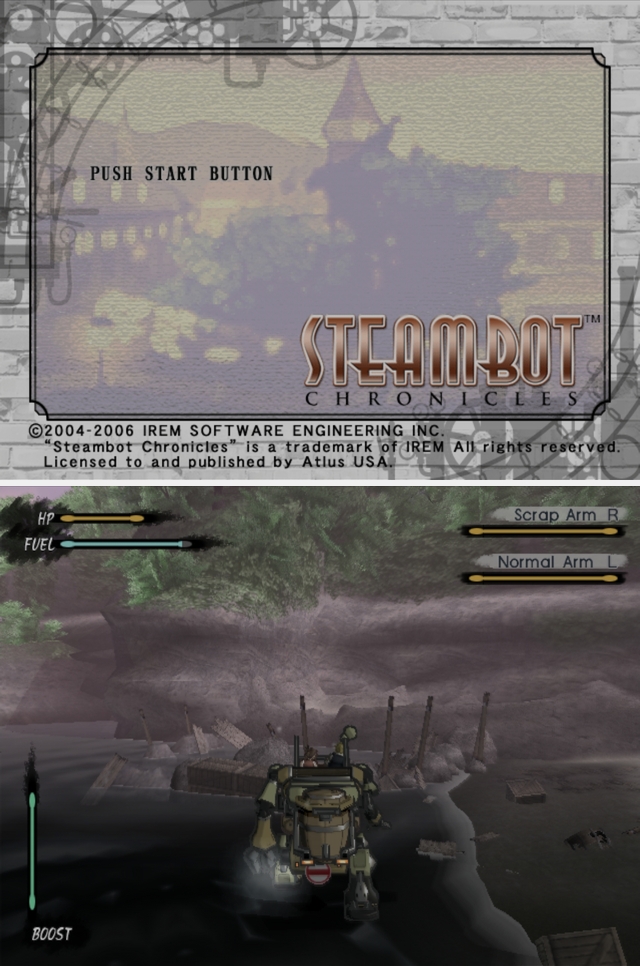 PUSH START BUTTON
STEAMBOT™
CHRONICLES
©2004-2006 IREM SOFTWARE ENGINEERING INC.
"Steambot Chronicles" is a trademark of IREM All rights reserved.
Licensed to and published by Atlus USA.
HP
Scrap Arm R
FUEL
Normal Arm L
BOOST